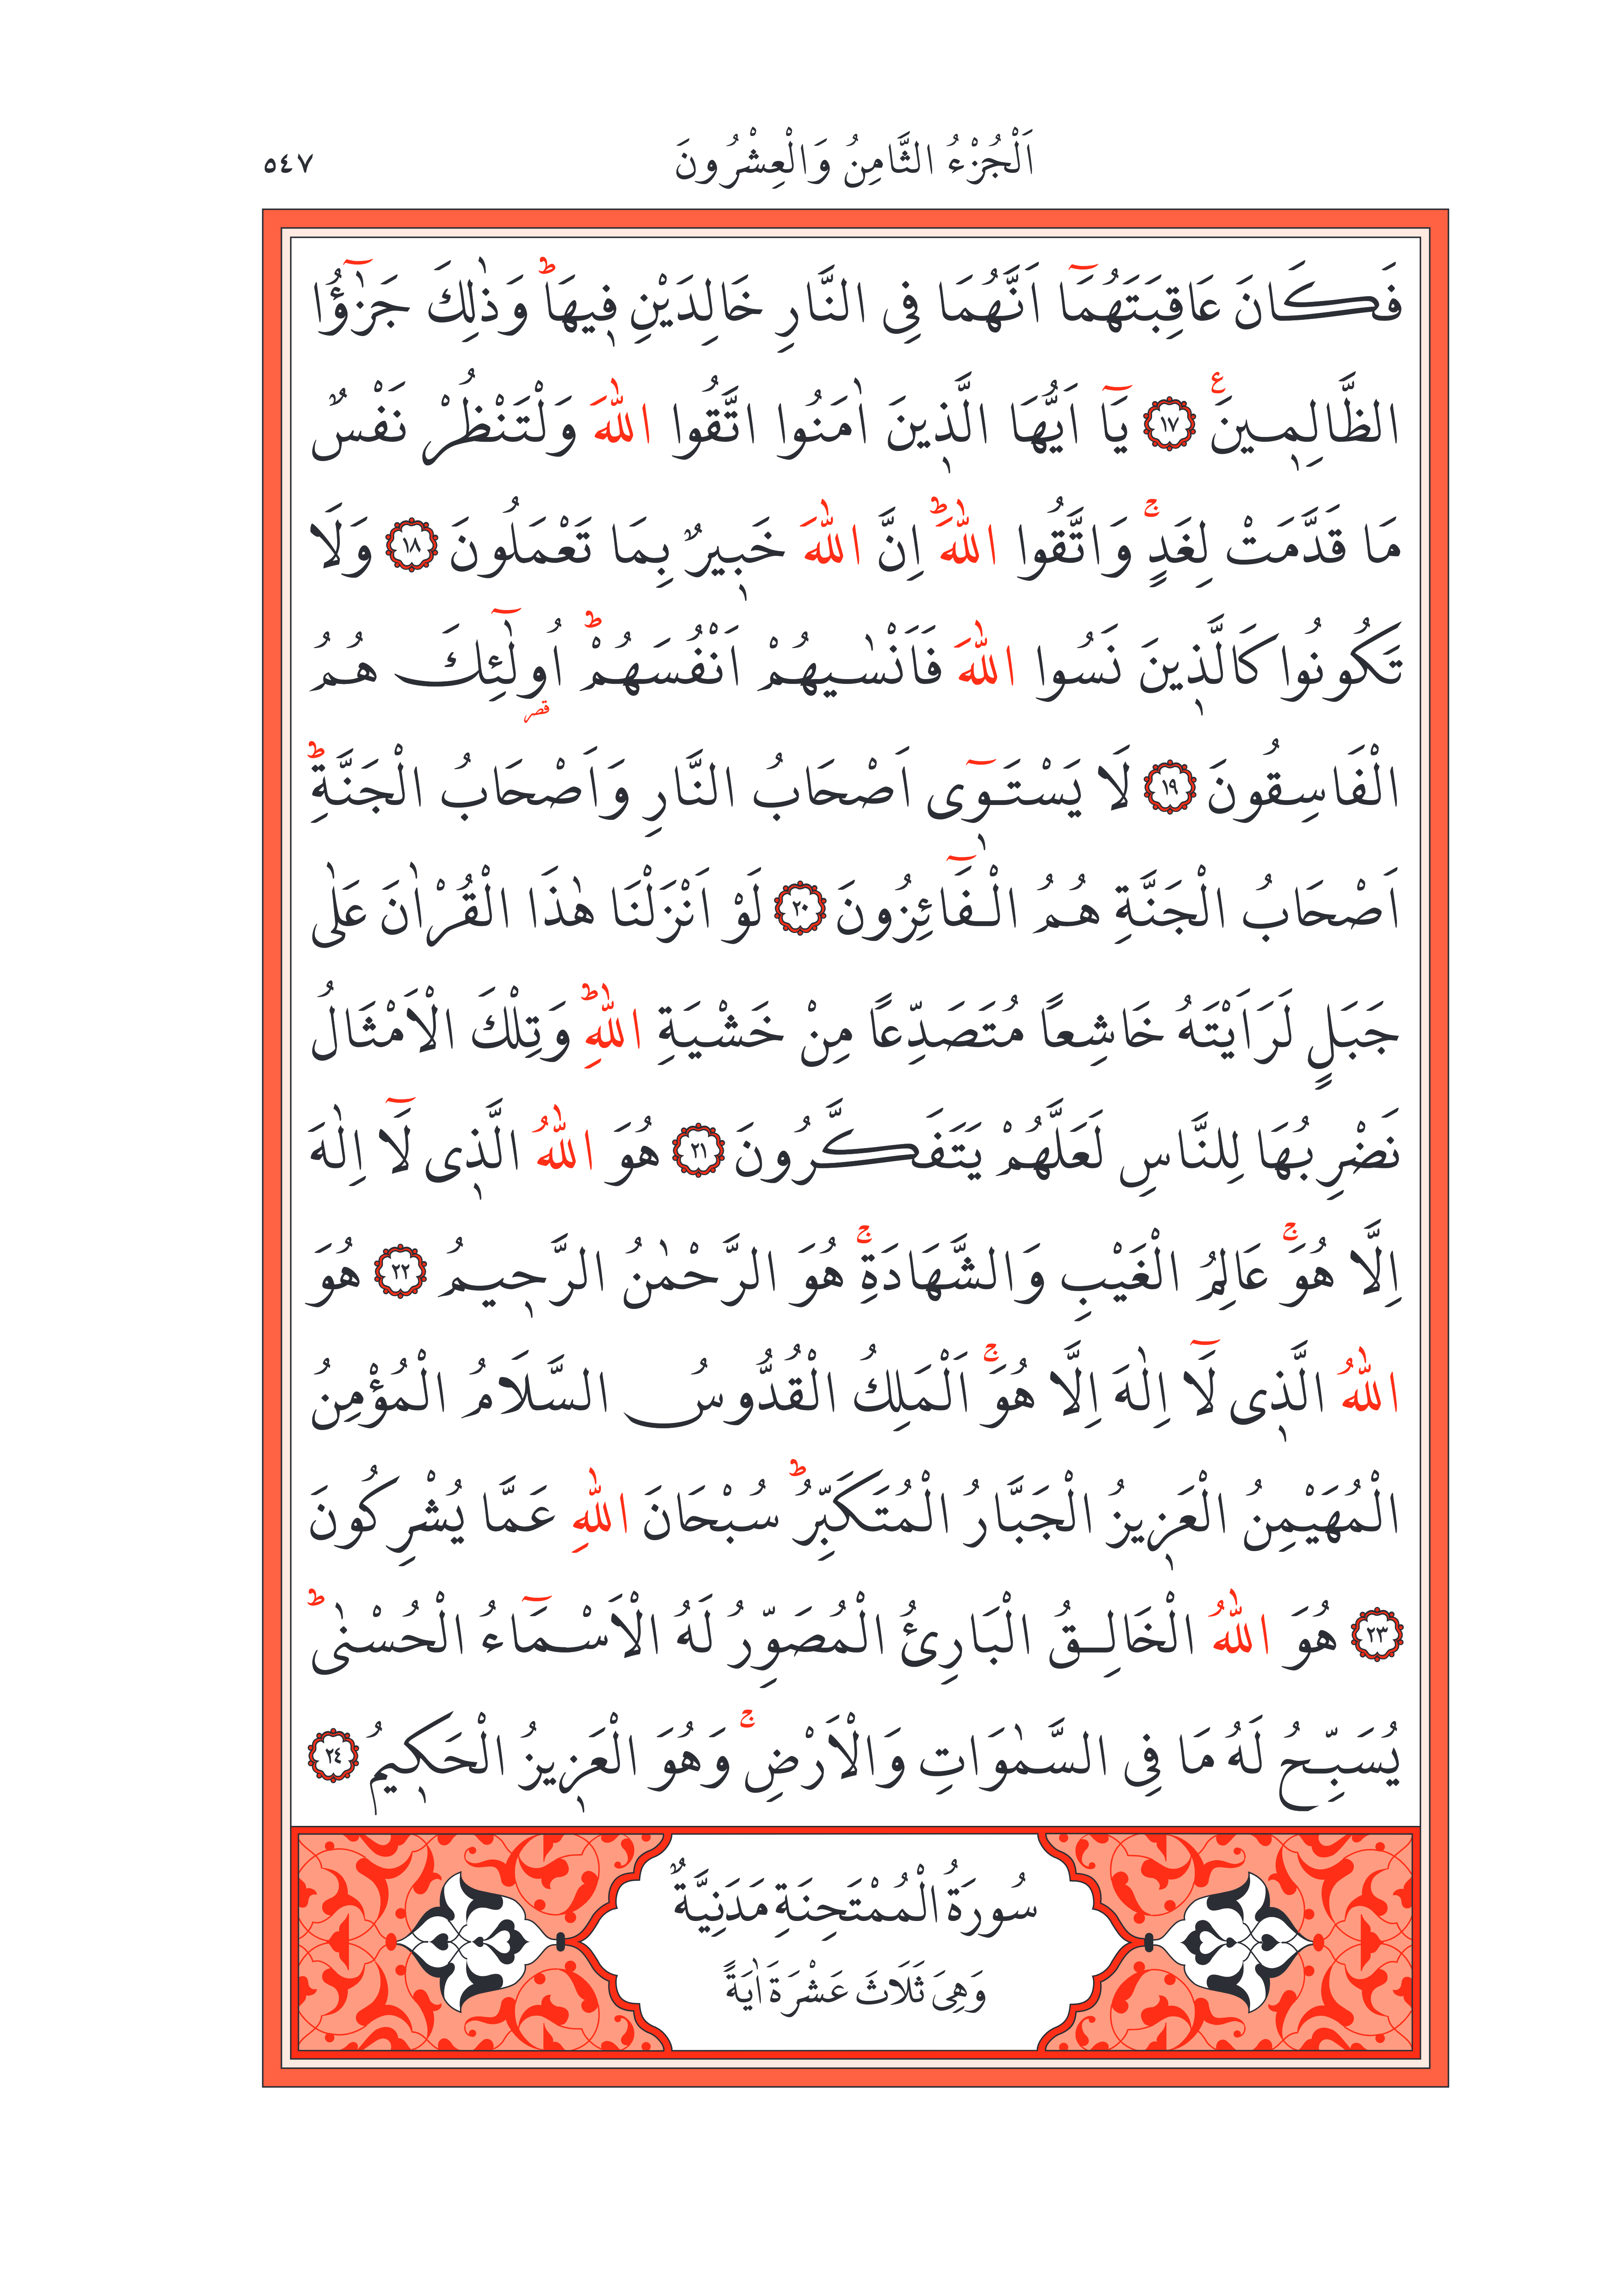 اَلْجُزْءُ الثَّامِنُ وَالْعِشْرُونَ
٥٤٧
فَكَانَ عَاقِبَتَهُمَٓا اَنَّهُمَا فِى النَّارِ خَالِدَيْنِ ف۪يهَاۜ وَذٰلِكَ جَزٰٓؤُا
الظَّالِم۪ينَ ﴿١٧﴾ يَٓا اَيُّهَا الَّذ۪ينَ اٰمَنُوا اتَّقُوا اللّٰهَ وَلْتَنْظُرْ نَفْسٌ
مَا قَدَّمَتْ لِغَدٍۚ وَاتَّقُوا اللّٰهَۜ اِنَّ اللّٰهَ خَب۪يرٌ بِمَا تَعْمَلُونَ ﴿١٨﴾ وَلَا
تَكُونُوا كَالَّذ۪ينَ نَسُوا اللّٰهَ فَاَنْسٰيهُمْ اَنْفُسَهُمْۜ اُو۬لٰٓئِكَ هُمُ
الْفَاسِقُونَ ﴿١٩﴾ لَا يَسْتَو۪ٓى اَصْحَابُ النَّارِ وَاَصْحَابُ الْجَنَّةِۜ
اَصْحَابُ الْجَنَّةِ هُمُ الْفَٓائِزُونَ ﴿٢٠﴾ لَوْ اَنْزَلْنَا هٰذَا الْقُرْاٰنَ عَلٰى
جَبَلٍ لَرَاَيْتَهُ خَاشِعاً مُتَصَدِّعاً مِنْ خَشْيَةِ اللّٰهِۜ وَتِلْكَ الْاَمْثَالُ
نَضْرِبُهَا لِلنَّاسِ لَعَلَّهُمْ يَتَفَكَّرُونَ ﴿٢١﴾ هُوَ اللّٰهُ الَّذ۪ى لَٓا اِلٰهَ
اِلَّا هُوَۚ عَالِمُ الْغَيْبِ وَالشَّهَادَةِۚ هُوَ الرَّحْمٰنُ الرَّح۪يمُ ﴿٢٢﴾ هُوَ
اللّٰهُ الَّذ۪ى لَٓا اِلٰهَ اِلَّا هُوَۚ اَلْمَلِكُ الْقُدُّوسُ السَّلَامُ الْمُؤْمِنُ
الْمُهَيْمِنُ الْعَز۪يزُ الْجَبَّارُ الْمُتَكَبِّرُۜ سُبْحَانَ اللّٰهِ عَمَّا يُشْرِكُونَ
﴿٢٣﴾ هُوَ اللّٰهُ الْخَالِقُ الْبَارِئُ الْمُصَوِّرُ لَهُ الْاَسْمَٓاءُ الْحُسْنٰىۜ
يُسَبِّحُ لَهُ مَا فِى السَّمٰوَاتِ وَالْاَرْضِۚ وَهُوَ الْعَز۪يزُ الْحَك۪يمُ ﴿٢٤﴾
سُورَةُ الْمُمْتَحِنَةِ مَدَنِيَّةٌ
وَهِىَ ثَلَاثَ عَشْرَةَ اٰيَةً